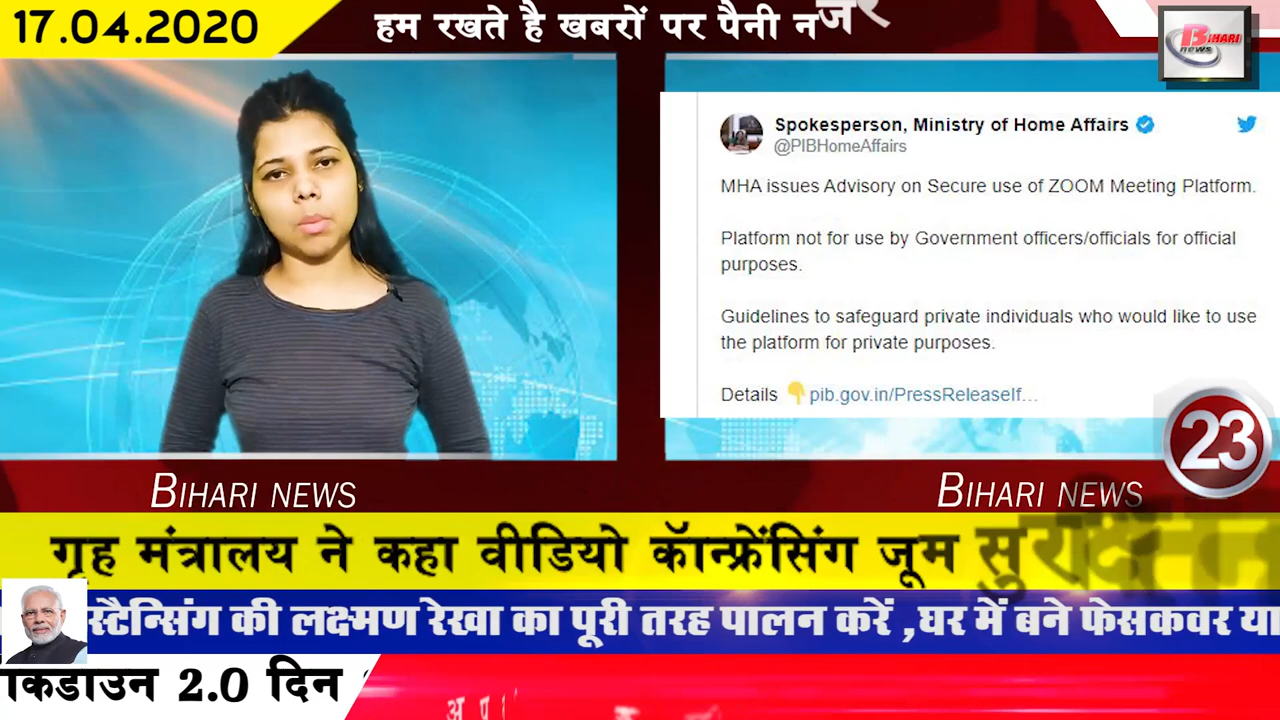 17.04.2020
हम रखते है खबरों पर पैनी नजर
BIHARI
news
Spokesperson, Ministry of Home Affairs
@PIBHomeAffairs
MHA issues Advisory on Secure use of ZOOM Meeting Platform.
Platform not for use by Government officers/officials for official
purposes.
Guidelines to safeguard private individuals who would like to use
the platform for private purposes.
Details 👇 pib.gov.in/PressReleaseIf…
23
BIHARI NEWS
BIHARI NEWS
गृह मंत्रालय ने कहा वीडियो कॅान्फ्रेंसिंग जूम
स्टैन्सिंग की लक्ष्मण रेखा का पूरी तरह पालन करें ,घर में बने फेसकवर या
किडाउन 2.0 दिन